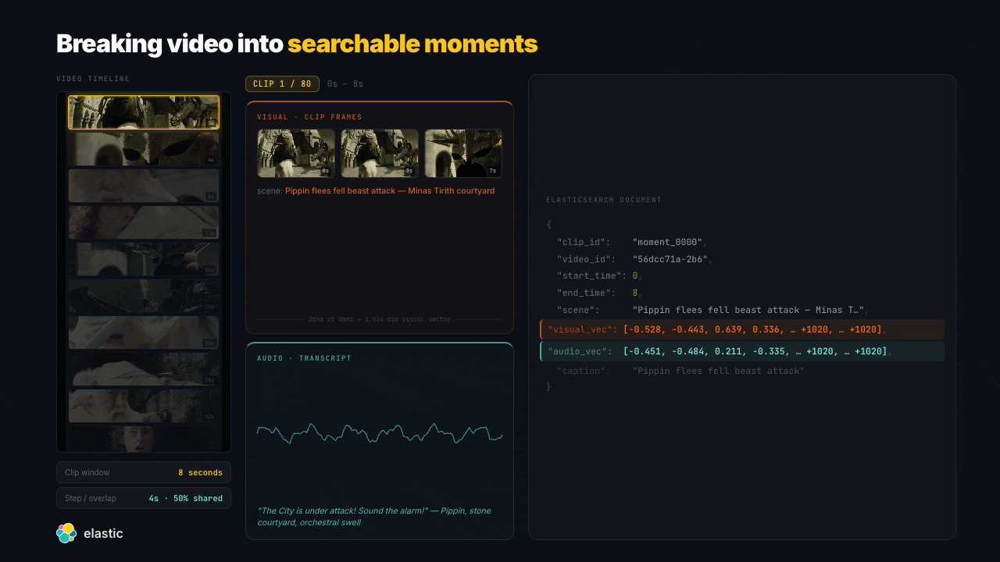 Breaking video into searchable moments
VIDEO TIMELINE
0s
4s
8s
12s
16s
20s
24s
28s
32s
Clip window 8 seconds
Step / overlap 4s · 50% shared
elastic
CLIP 1 / 80 0s – 8s
VISUAL · CLIP FRAMES
0s
3s
7s
scene: Pippin flees fell beast attack — Minas Tirith courtyard
Jina v5 Omni → 1,024-dim visual vector
AUDIO · TRANSCRIPT
"The City is under attack! Sound the alarm!" — Pippin, stone
courtyard, orchestral swell
ELASTICSEARCH DOCUMENT
{
"clip_id": "moment_0000",
"video_id": "56dcc71a-2b6",
"start_time": 0,
"end_time": 8,
"scene": "Pippin flees fell beast attack — Minas T…",
"visual_vec": [-0.528, -0.443, 0.639, 0.336, … +1020, … +1020],
"audio_vec": [-0.451, -0.484, 0.211, -0.335, … +1020, … +1020],
"caption": "Pippin flees fell beast attack"
}